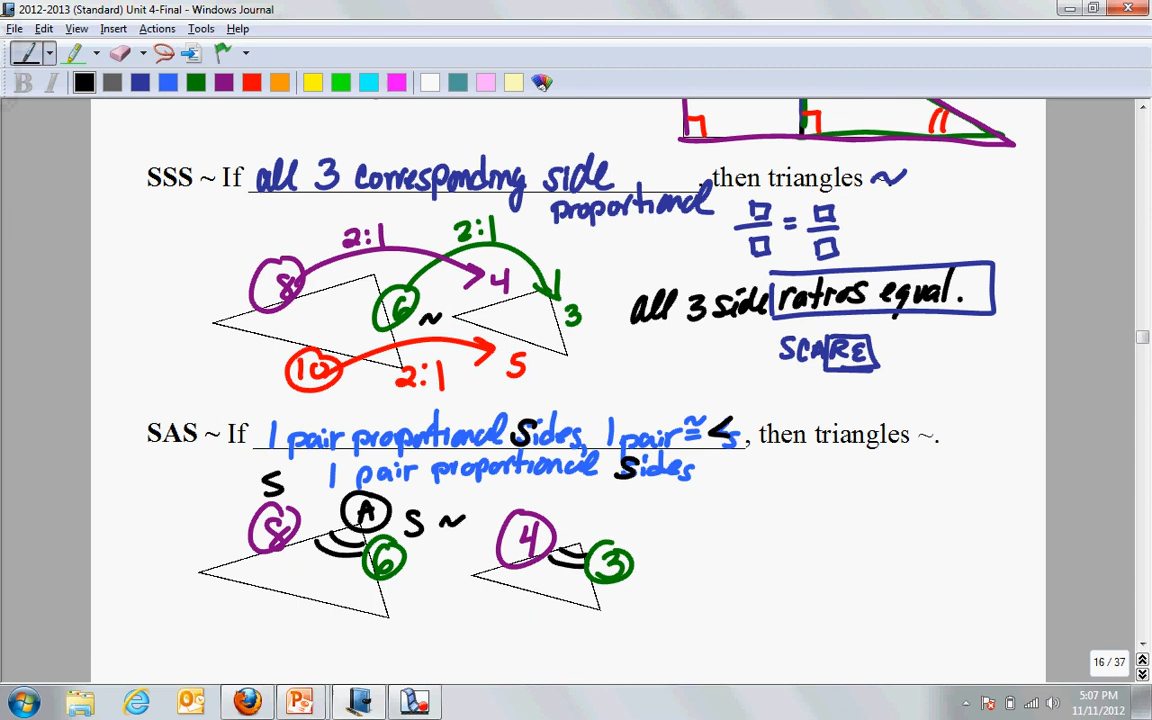 2012-2013 (Standard) Unit 4-Final - Windows Journal
File Edit View Insert Actions Tools Help
B I
SSS ~ If all 3 corresponding side proportional, then triangles ~
□/□ = □/□
2:1 2:1
8 4
6 ~ 3
10 2:1 5
all 3 side ratios equal.
SCARE
SAS ~ If 1 pair proportional Sides, 1 pair ≅ <s, then triangles ~.
1 pair proportional Sides
S A S ~
8 6 4 3
16 / 37
5:07 PM
11/11/2012